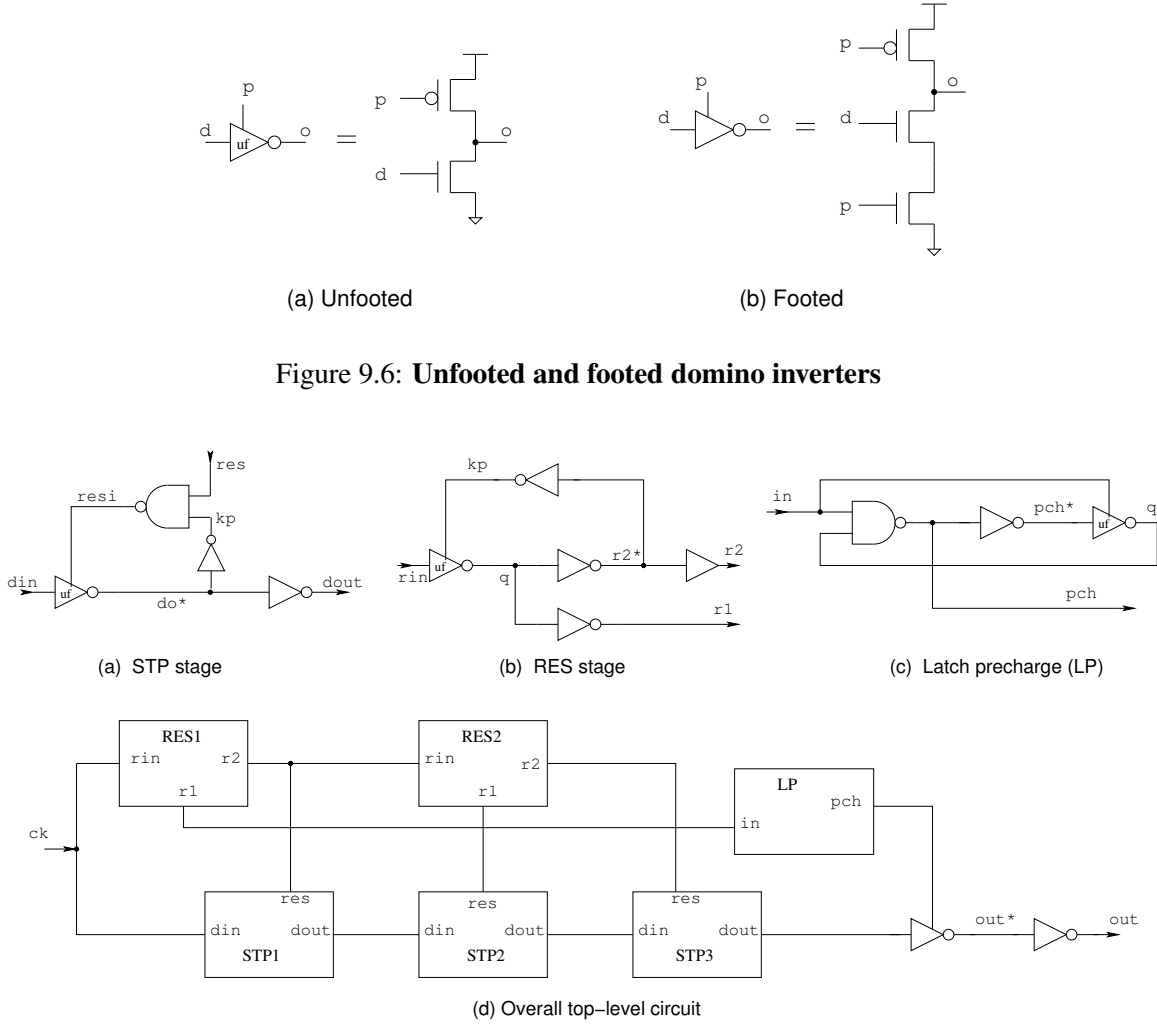 p
d
uf
o
=
p
o
d
p
d
o
=
p
o
d
p
(a) Unfooted
(b) Footed
Figure 9.6: Unfooted and footed domino inverters
res
resi
kp
din
uf
do*
dout
(a) STP stage
kp
rin
uf
q
r2*
r2
r1
(b) RES stage
in
pch*
uf
q
pch
(c) Latch precharge (LP)
RES1
rin
r2
r1
RES2
rin
r2
r1
LP
pch
in
ck
res
din
dout
STP1
res
din
dout
STP2
res
din
dout
STP3
out*
out
(d) Overall top-level circuit